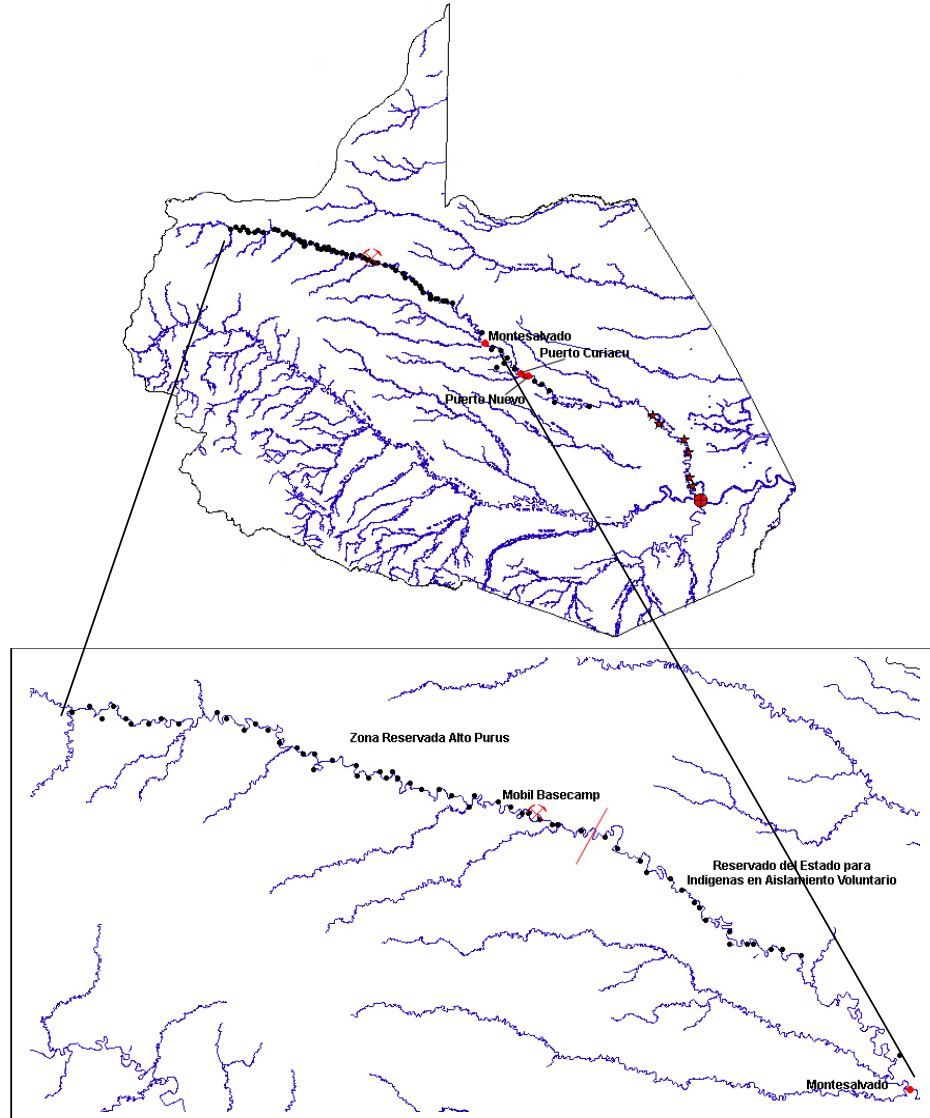 Montesalvado
Puerto Curiacu
Puerto Nuevo
Zona Reservada Alto Purus
Mobil Basecamp
Reservado del Estado para
Indigenas en Aislamiento Voluntario
Montesalvado